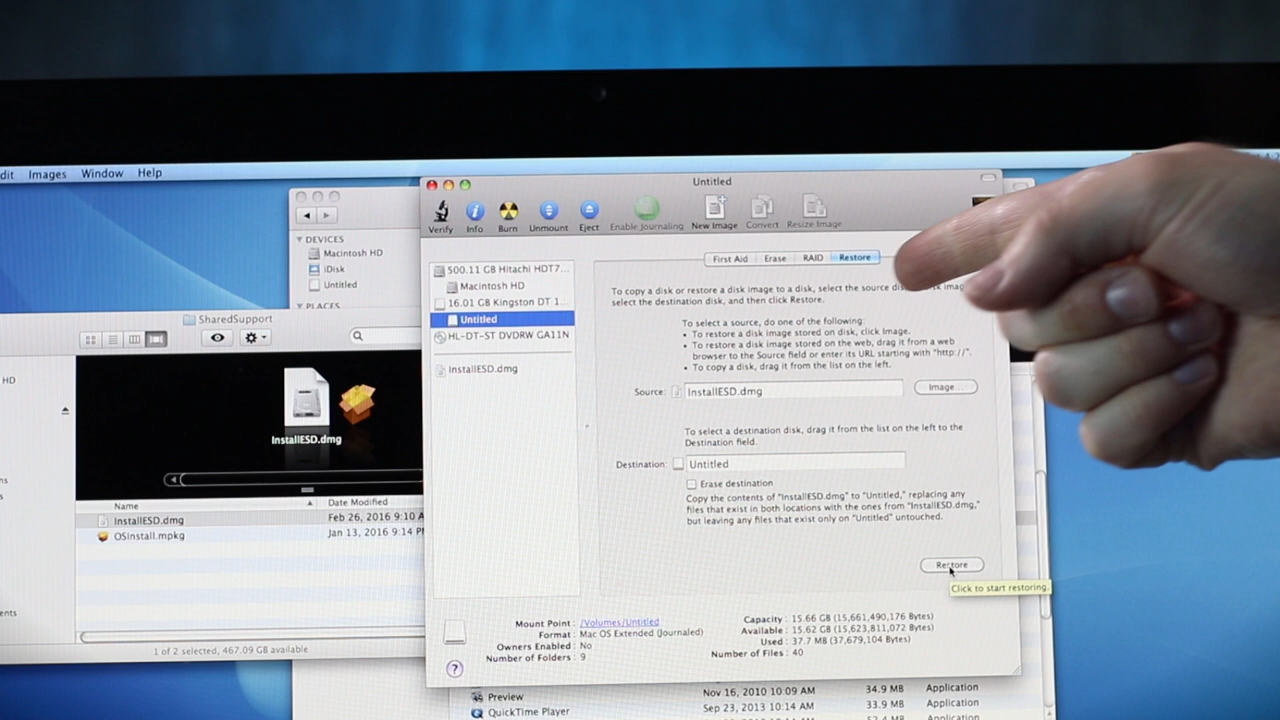 dit Images Window Help
Untitled
Verify Info Burn Unmount Eject Enable Journaling New Image Convert Resize Image
DEVICES
Macintosh HD
iDisk
Untitled
PLACES
500.11 GB Hitachi HDT7...
Macintosh HD
16.01 GB Kingston DT 1...
Untitled
HL-DT-ST DVDRW GA11N
InstallESD.dmg
First Aid Erase RAID Restore
To copy a disk or restore a disk image to a disk, select the source
select the destination disk, and then click Restore.
To select a source, do one of the following:
• To restore a disk image stored on disk, click Image.
• To restore a disk image stored on the web, drag it from a web
browser to the Source field or enter its URL starting with "http://".
• To copy a disk, drag it from the list on the left.
Source: InstallESD.dmg Image...
To select a destination disk, drag it from the list on the left to the
Destination field.
Destination: Untitled
Erase destination
Copy the contents of "InstallESD.dmg" to "Untitled," replacing any
files that exist in both locations with the ones from "InstallESD.dmg,"
but leaving any files that exist only on "Untitled" untouched.
Restore
Click to start restoring.
Mount Point : /Volumes/Untitled
Format : Mac OS Extended (Journaled)
Owners Enabled : No
Number of Folders : 9
Capacity : 15.66 GB (15,661,490,176 Bytes)
Available : 15.62 GB (15,623,811,072 Bytes)
Used : 37.7 MB (37,679,104 Bytes)
Number of Files : 40
SharedSupport
HD
InstallESD.dmg
Name Date Modified
InstallESD.dmg Feb 26, 2016 9:10 A
OSInstall.mpkg Jan 13, 2016 9:14 P
1 of 2 selected, 467.09 GB available
Preview Nov 16, 2010 10:09 AM 34.9 MB Application
QuickTime Player Sep 23, 2013 10:14 AM 33.9 MB Application